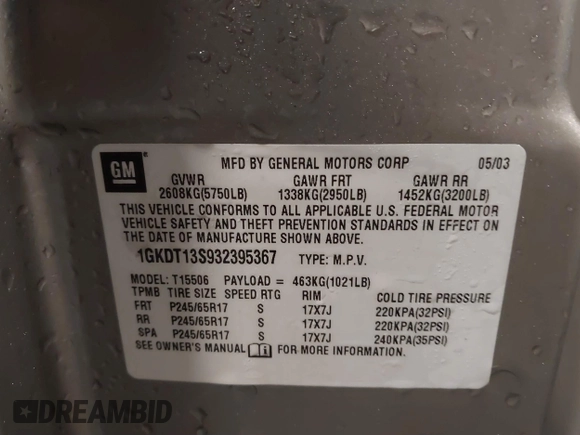 GM
MFD BY GENERAL MOTORS CORP 05/03
GVWR GAWR FRT GAWR RR
2608KG(5750LB) 1338KG(2950LB) 1452KG(3200LB)
THIS VEHICLE CONFORMS TO ALL APPLICABLE U.S. FEDERAL MOTOR
VEHICLE SAFETY AND THEFT PREVENTION STANDARDS IN EFFECT ON
THE DATE OF MANUFACTURE SHOWN ABOVE.
1GKDT13S932395367 TYPE: M.P.V.
MODEL: T15506 PAYLOAD = 463KG(1021LB)
TPMB TIRE SIZE SPEED RTG RIM COLD TIRE PRESSURE
FRT P245/65R17 S 17X7J 220KPA(32PSI)
RR P245/65R17 S 17X7J 220KPA(32PSI)
SPA P245/65R17 S 17X7J 240KPA(35PSI)
SEE OWNER'S MANUAL FOR MORE INFORMATION.
DREAMBID